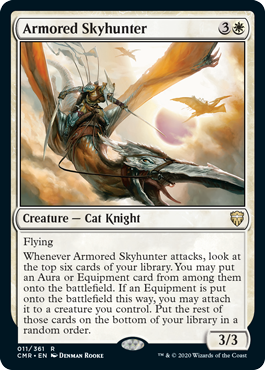 Armored Skyhunter 3
Creature — Cat Knight
Flying
Whenever Armored Skyhunter attacks, look at
the top six cards of your library. You may put
an Aura or Equipment card from among them
onto the battlefield. If an Equipment is put
onto the battlefield this way, you may attach
it to a creature you control. Put the rest of
those cards on the bottom of your library in a
random order.
3/3
011/361 R
CMR • EN DENMAN ROOKE ™ & © 2020 Wizards of the Coast